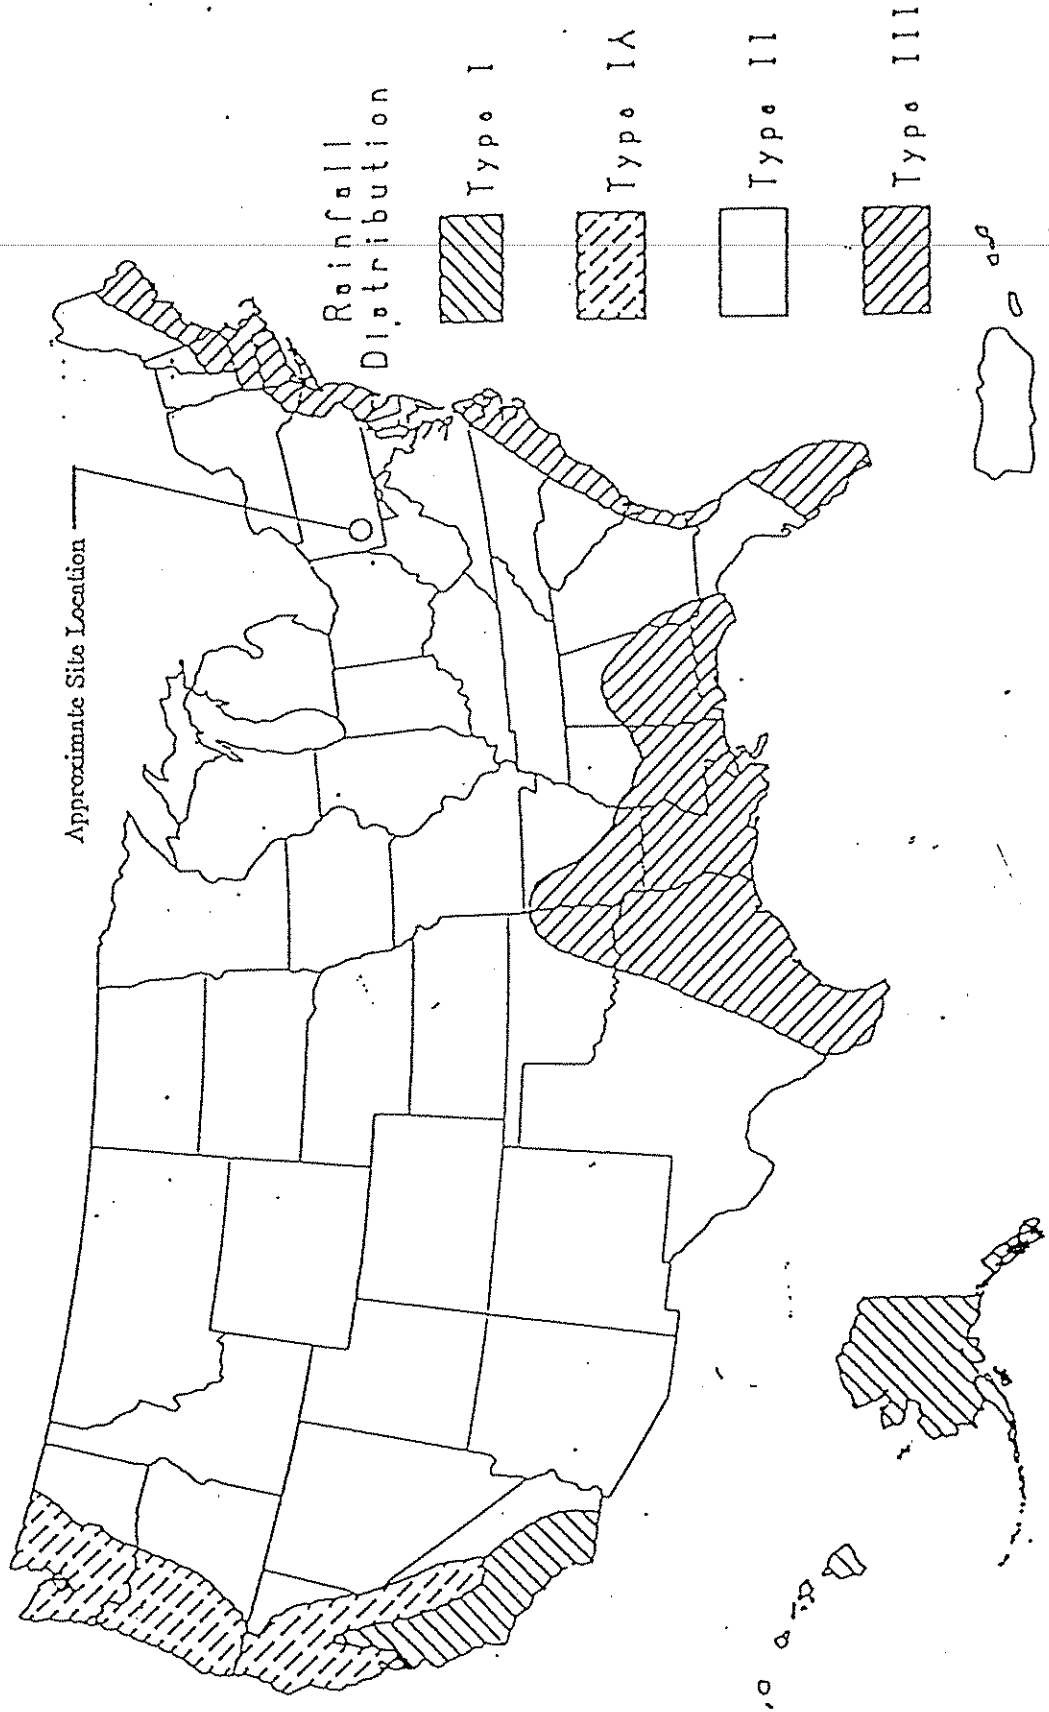 Approximate Site Location
Rainfall
Distribution
Type I
Type IA
Type II
Type III